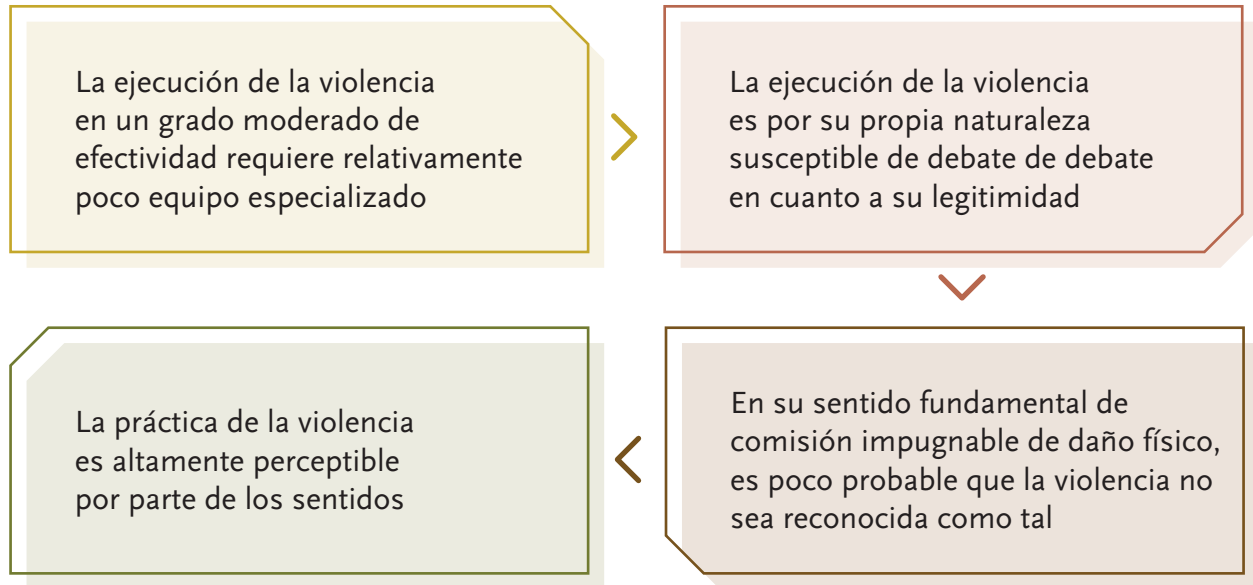 La ejecución de la violencia
en un grado moderado de
efectividad requiere relativamente
poco equipo especializado
La ejecución de la violencia
es por su propia naturaleza
susceptible de debate de debate
en cuanto a su legitimidad
En su sentido fundamental de
comisión impugnable de daño físico,
es poco probable que la violencia no
sea reconocida como tal
La práctica de la violencia
es altamente perceptible
por parte de los sentidos